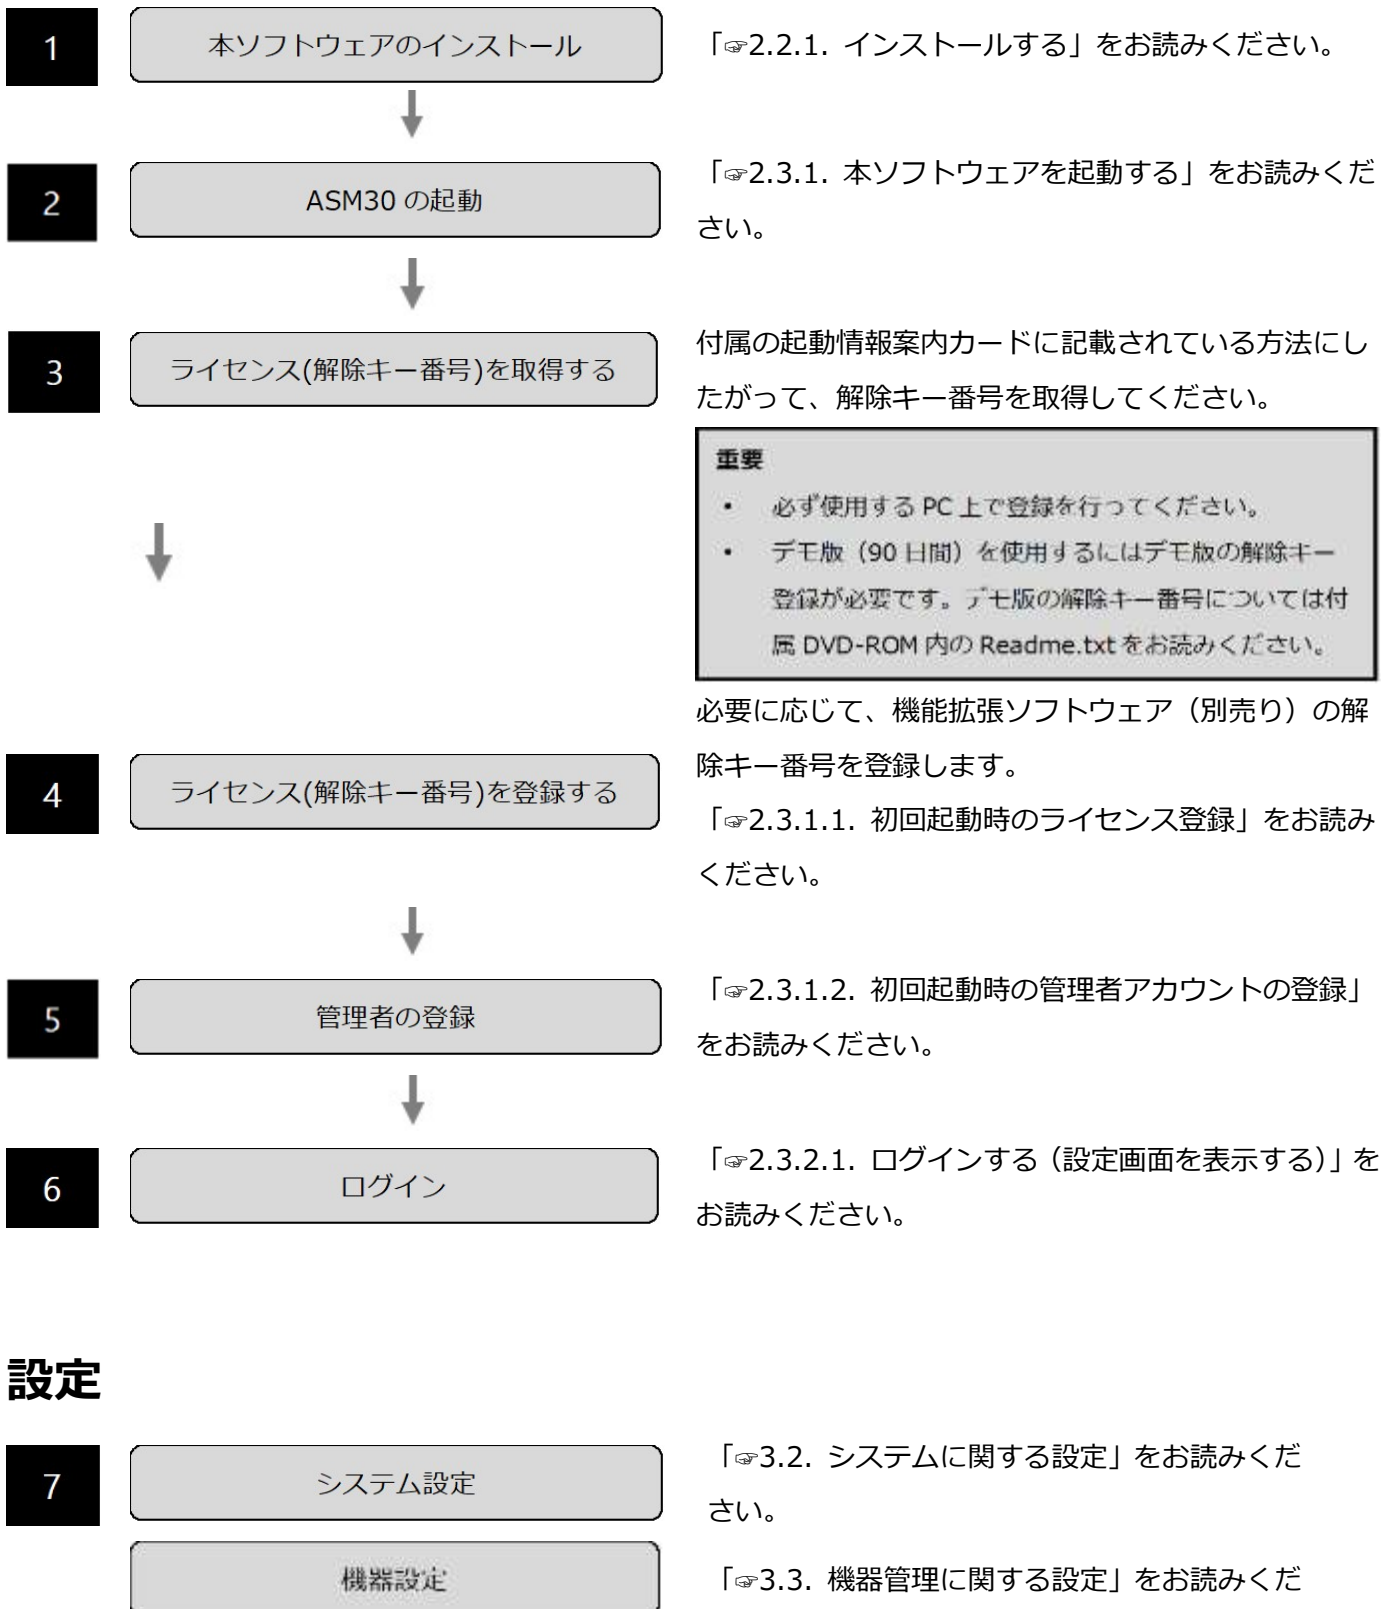 1
本ソフトウェアのインストール
「☞2.2.1. インストールする」をお読みください。
2
ASM30 の起動
「☞2.3.1. 本ソフトウェアを起動する」をお読みくだ
さい。
3
ライセンス(解除キー番号)を取得する
付属の起動情報案内カードに記載されている方法にし
たがって、解除キー番号を取得してください。
重要
• 必ず使用する PC 上で登録を行ってください。
• デモ版（90 日間）を使用するにはデモ版の解除キー
登録が必要です。デモ版の解除キー番号については付
属 DVD-ROM 内の Readme.txt をお読みください。
4
ライセンス(解除キー番号)を登録する
必要に応じて、機能拡張ソフトウェア（別売り）の解
除キー番号を登録します。
「☞2.3.1.1. 初回起動時のライセンス登録」をお読み
ください。
5
管理者の登録
「☞2.3.1.2. 初回起動時の管理者アカウントの登録」
をお読みください。
6
ログイン
「☞2.3.2.1. ログインする（設定画面を表示する）」を
お読みください。
設定
7
システム設定
「☞3.2. システムに関する設定」をお読みくだ
さい。
機器設定
「☞3.3. 機器管理に関する設定」をお読みくだ